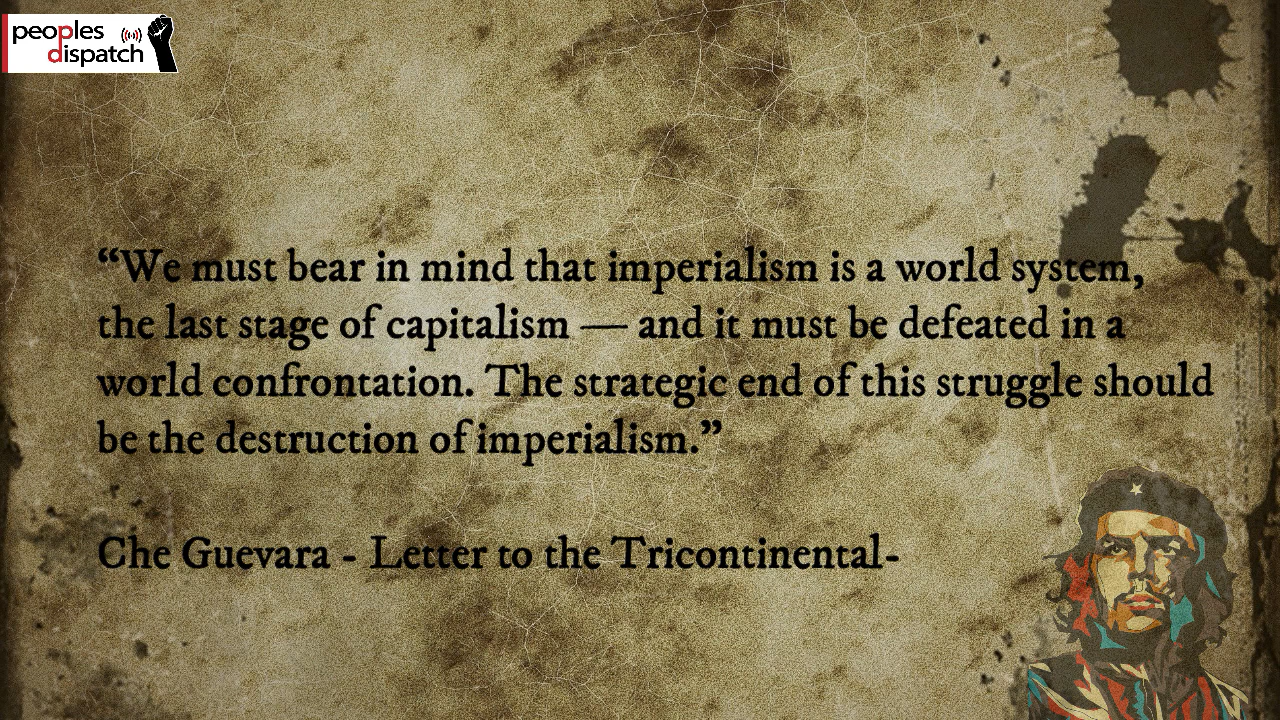 peoples
dispatch
“We must bear in mind that imperialism is a world system,
the last stage of capitalism — and it must be defeated in a
world confrontation. The strategic end of this struggle should
be the destruction of imperialism.”
Che Guevara - Letter to the Tricontinental-